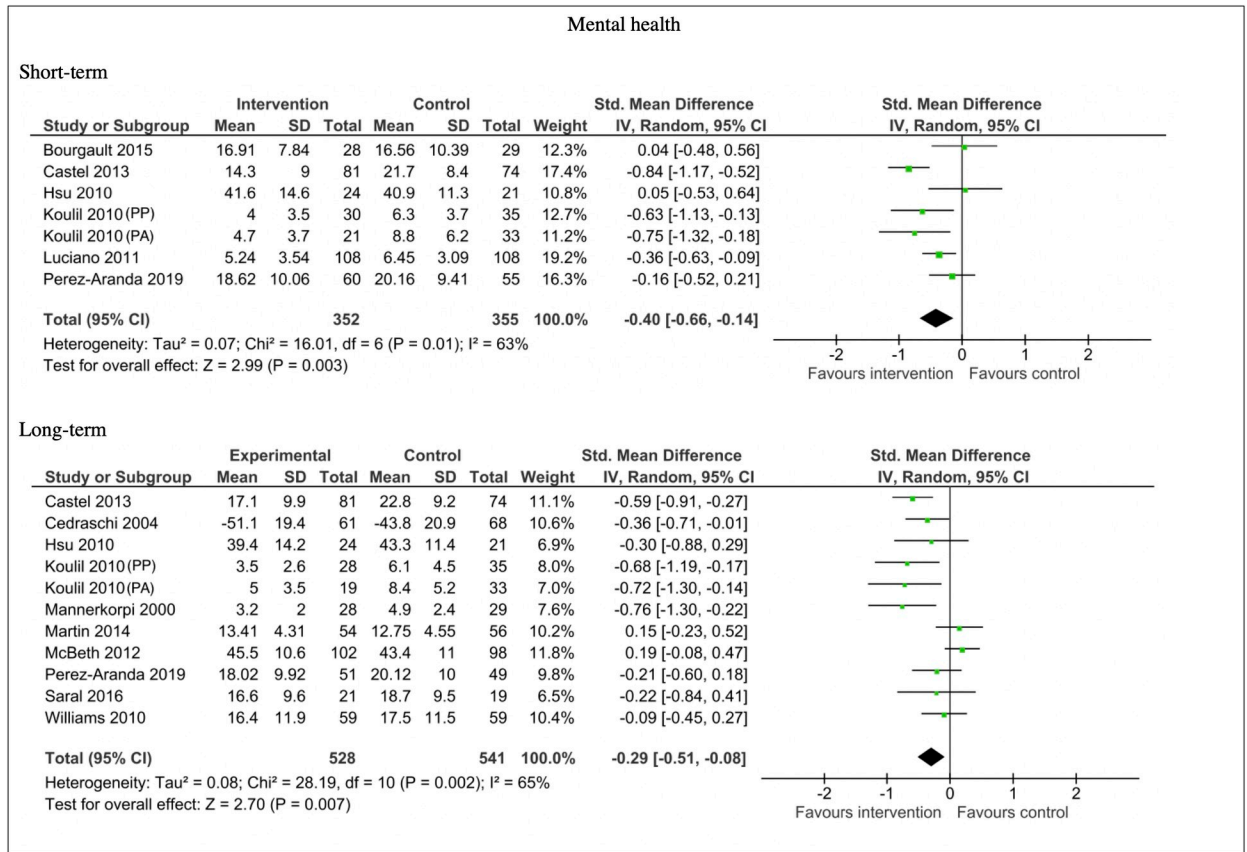 Mental health
Short-term
Intervention Control Std. Mean Difference Std. Mean Difference
Study or Subgroup Mean SD Total Mean SD Total Weight IV, Random, 95% CI IV, Random, 95% CI
Bourgault 2015 16.91 7.84 28 16.56 10.39 29 12.3% 0.04 [-0.48, 0.56]
Castel 2013 14.3 9 81 21.7 8.4 74 17.4% -0.84 [-1.17, -0.52]
Hsu 2010 41.6 14.6 24 40.9 11.3 21 10.8% 0.05 [-0.53, 0.64]
Koulil 2010 (PP) 4 3.5 30 6.3 3.7 35 12.7% -0.63 [-1.13, -0.13]
Koulil 2010 (PA) 4.7 3.7 21 8.8 6.2 33 11.2% -0.75 [-1.32, -0.18]
Luciano 2011 5.24 3.54 108 6.45 3.09 108 19.2% -0.36 [-0.63, -0.09]
Perez-Aranda 2019 18.62 10.06 60 20.16 9.41 55 16.3% -0.16 [-0.52, 0.21]
Total (95% CI) 352 355 100.0% -0.40 [-0.66, -0.14]
Heterogeneity: Tau² = 0.07; Chi² = 16.01, df = 6 (P = 0.01); I² = 63%
Test for overall effect: Z = 2.99 (P = 0.003)
-2 -1 0 1 2
Favours intervention Favours control
Long-term
Experimental Control Std. Mean Difference Std. Mean Difference
Study or Subgroup Mean SD Total Mean SD Total Weight IV, Random, 95% CI IV, Random, 95% CI
Castel 2013 17.1 9.9 81 22.8 9.2 74 11.1% -0.59 [-0.91, -0.27]
Cedraschi 2004 -51.1 19.4 61 -43.8 20.9 68 10.6% -0.36 [-0.71, -0.01]
Hsu 2010 39.4 14.2 24 43.3 11.4 21 6.9% -0.30 [-0.88, 0.29]
Koulil 2010 (PP) 3.5 2.6 28 6.1 4.5 35 8.0% -0.68 [-1.19, -0.17]
Koulil 2010 (PA) 5 3.5 19 8.4 5.2 33 7.0% -0.72 [-1.30, -0.14]
Mannerkorpi 2000 3.2 2 28 4.9 2.4 29 7.6% -0.76 [-1.30, -0.22]
Martin 2014 13.41 4.31 54 12.75 4.55 56 10.2% 0.15 [-0.23, 0.52]
McBeth 2012 45.5 10.6 102 43.4 11 98 11.8% 0.19 [-0.08, 0.47]
Perez-Aranda 2019 18.02 9.92 51 20.12 10 49 9.8% -0.21 [-0.60, 0.18]
Saral 2016 16.6 9.6 21 18.7 9.5 19 6.5% -0.22 [-0.84, 0.41]
Williams 2010 16.4 11.9 59 17.5 11.5 59 10.4% -0.09 [-0.45, 0.27]
Total (95% CI) 528 541 100.0% -0.29 [-0.51, -0.08]
Heterogeneity: Tau² = 0.08; Chi² = 28.19, df = 10 (P = 0.002); I² = 65%
Test for overall effect: Z = 2.70 (P = 0.007)
-2 -1 0 1 2
Favours intervention Favours control